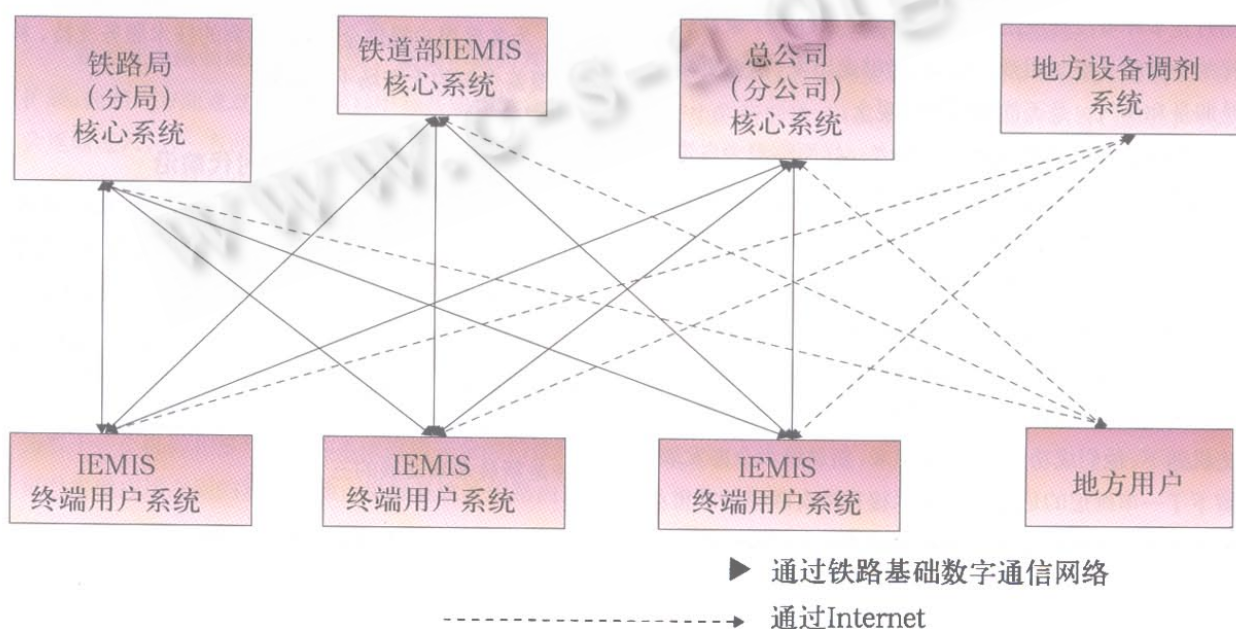 铁路局
(分局)
核心系统
铁道部IEMIS
核心系统
总公司
(分公司)
核心系统
地方设备调剂
系统
www.c-s-a.org
IEMIS
终端用户系统
IEMIS
终端用户系统
IEMIS
终端用户系统
地方用户
通过铁路基础数字通信网络
通过Internet